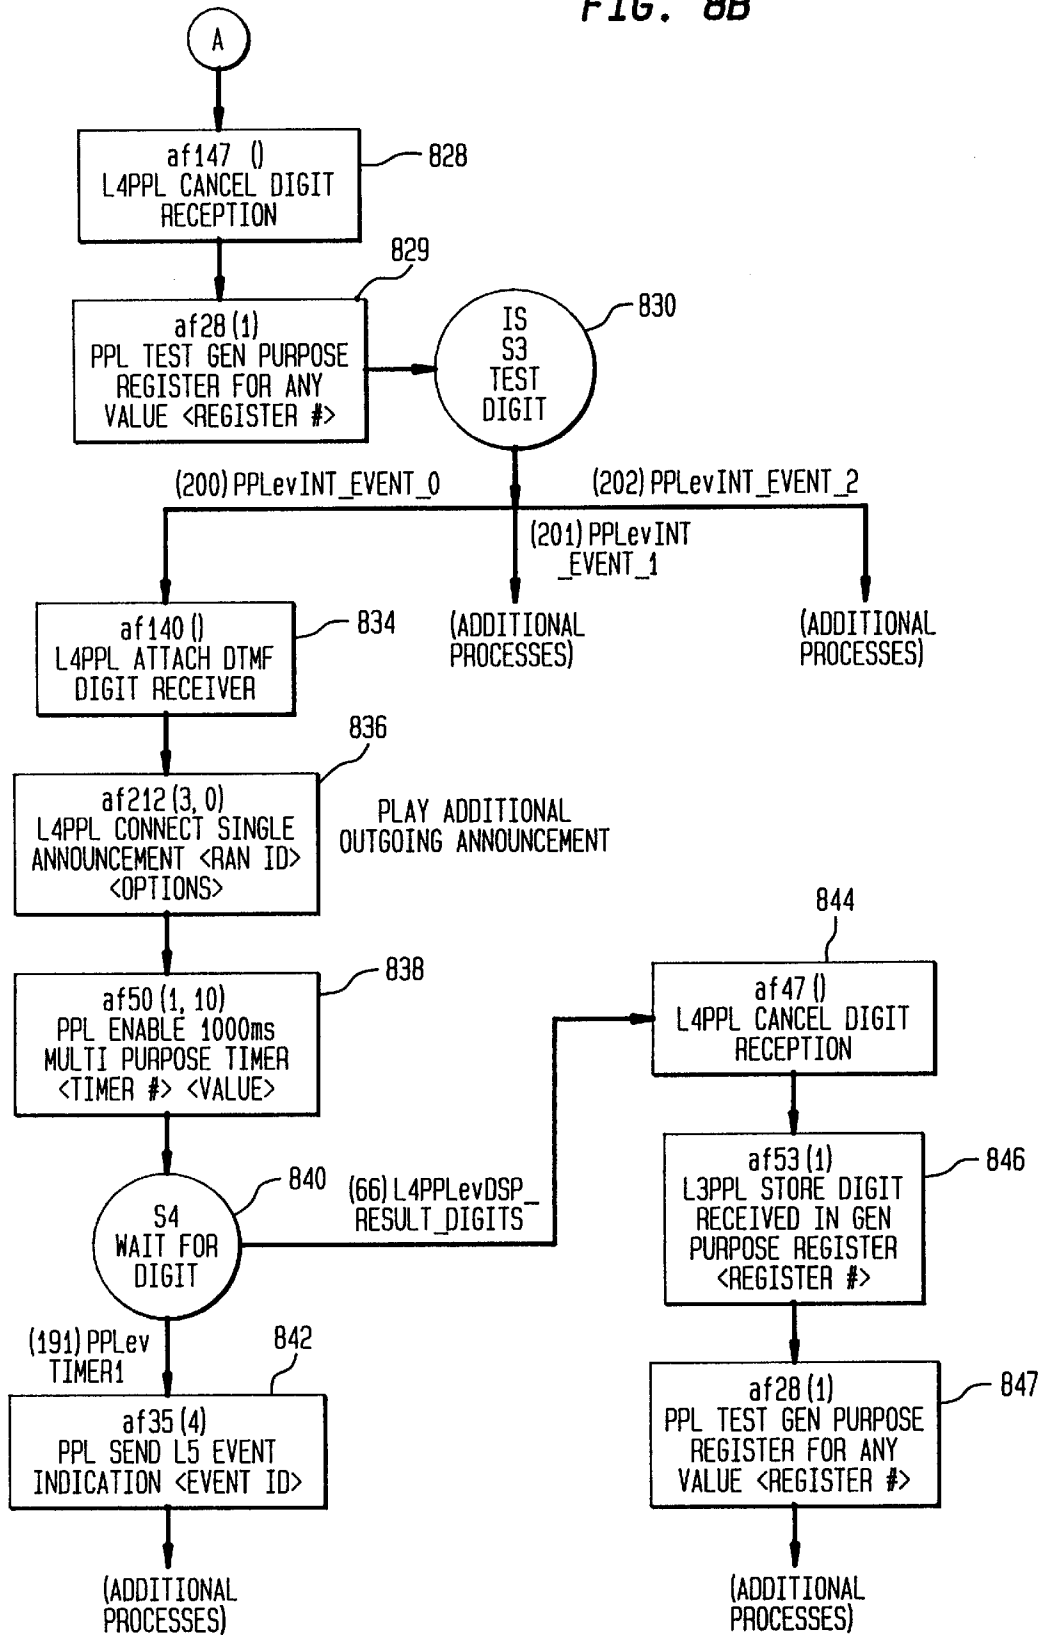 FIG. 8B
A
af147 ()
L4PPL CANCEL DIGIT
RECEPTION
828
829
af28(1)
PPL TEST GEN PURPOSE
REGISTER FOR ANY
VALUE <REGISTER #>
IS
S3
TEST
DIGIT
830
(200) PPLevINT_EVENT_0
(202) PPLevINT_EVENT_2
(201) PPLevINT
_EVENT_1
af140()
L4PPL ATTACH DTMF
DIGIT RECEIVER
834
(ADDITIONAL
PROCESSES)
(ADDITIONAL
PROCESSES)
836
af212(3,0)
L4PPL CONNECT SINGLE
ANNOUNCEMENT <RAN ID>
<OPTIONS>
PLAY ADDITIONAL
OUTGOING ANNOUNCEMENT
838
af50(1,10)
PPL ENABLE 1000ms
MULTI PURPOSE TIMER
<TIMER #> <VALUE>
844
af47()
L4PPL CANCEL DIGIT
RECEPTION
840
S4
WAIT FOR
DIGIT
(66) L4PPLevDSP_
RESULT_DIGITS
af53(1)
L3PPL STORE DIGIT
RECEIVED IN GEN
PURPOSE REGISTER
<REGISTER #>
846
(191) PPLev
TIMER1
842
af35(4)
PPL SEND L5 EVENT
INDICATION <EVENT ID>
af28(1)
PPL TEST GEN PURPOSE
REGISTER FOR ANY
VALUE <REGISTER #>
847
(ADDITIONAL
PROCESSES)
(ADDITIONAL
PROCESSES)